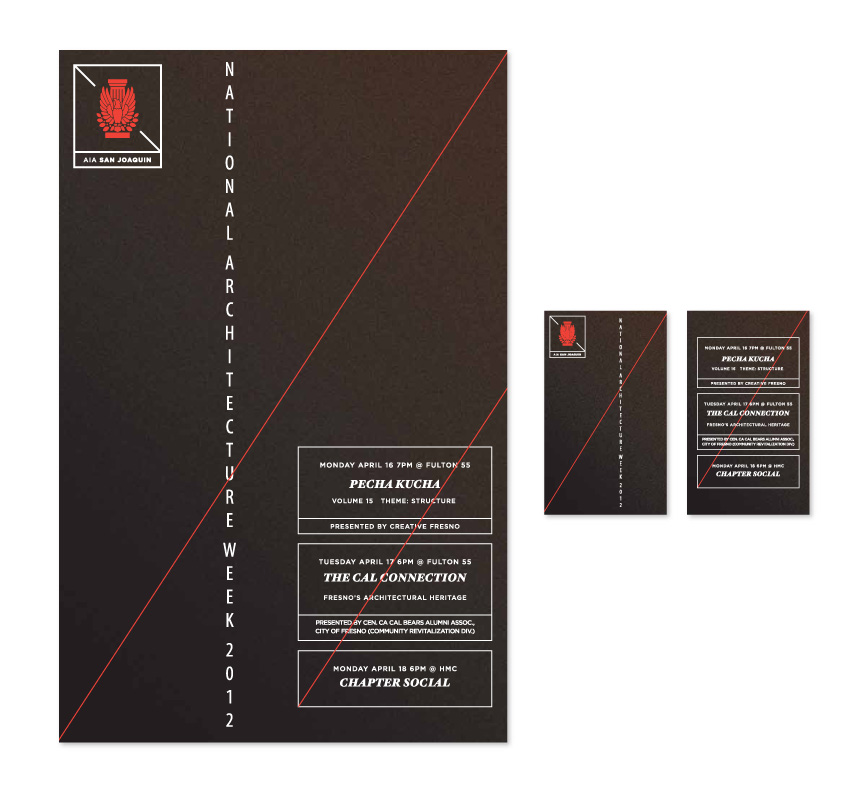 AIA SAN JOAQUIN
NATIONAL ARCHITECTURE WEEK 2012
MONDAY APRIL 16 7PM @ FULTON 55
PECHA KUCHA
VOLUME 15 THEME: STRUCTURE
PRESENTED BY CREATIVE FRESNO
TUESDAY APRIL 17 6PM @ FULTON 55
THE CAL CONNECTION
FRESNO'S ARCHITECTURAL HERITAGE
PRESENTED BY CEN. CA CAL BEARS ALUMNI ASSOC.,
CITY OF FRESNO (COMMUNITY REVITALIZATION DIV.)
MONDAY APRIL 18 6PM @ HMC
CHAPTER SOCIAL
AIA SAN JOAQUIN
NATIONAL ARCHITECTURE WEEK 2012
MONDAY APRIL 16 7PM @ FULTON 55
PECHA KUCHA
VOLUME 15 THEME: STRUCTURE
PRESENTED BY CREATIVE FRESNO
TUESDAY APRIL 17 6PM @ FULTON 55
THE CAL CONNECTION
FRESNO'S ARCHITECTURAL HERITAGE
PRESENTED BY CEN. CA CAL BEARS ALUMNI ASSOC.,
CITY OF FRESNO (COMMUNITY REVITALIZATION DIV.)
MONDAY APRIL 18 6PM @ HMC
CHAPTER SOCIAL